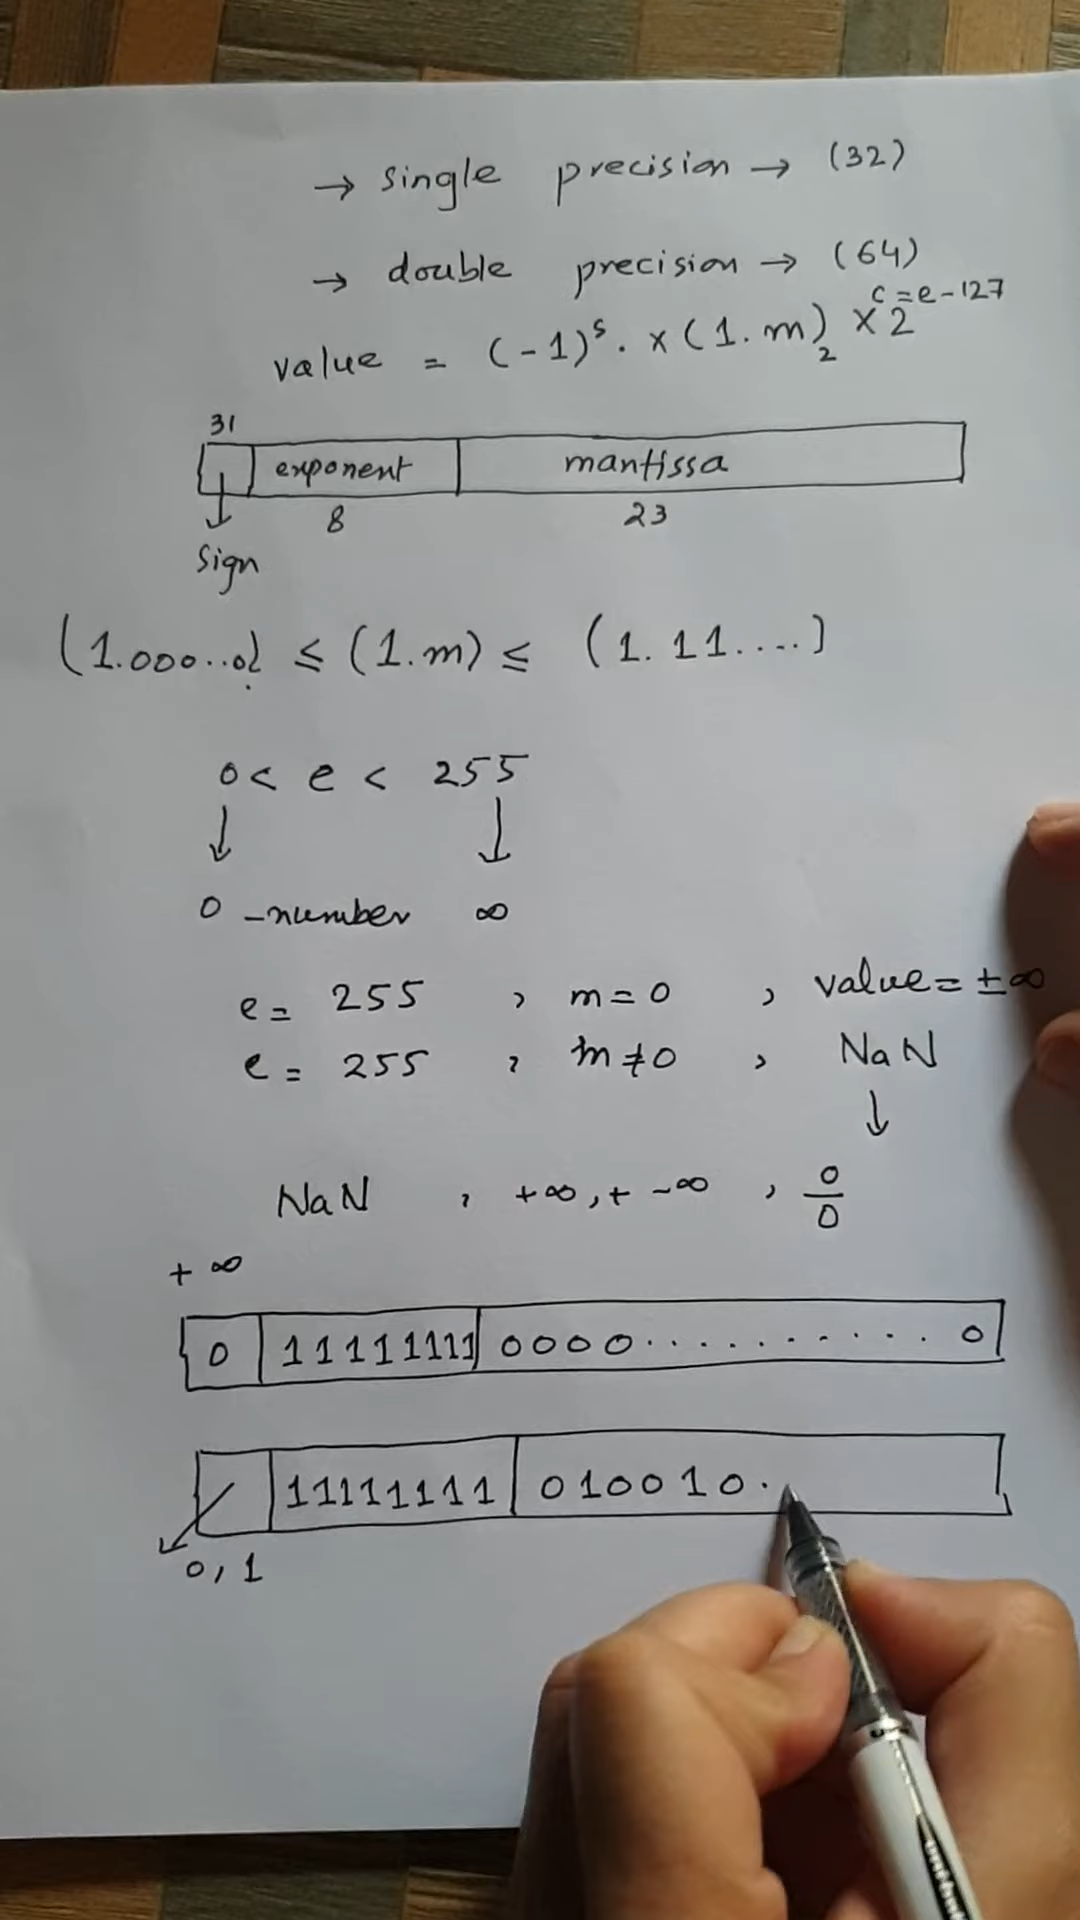 → single precision → (32)
→ double precision → (64)
value = (-1)ˢ · × (1.m)₂ × 2^c=e-127
31
exponent mantissa
8 23
sign
(1.000..0) ≤ (1.m) ≤ (1.11....)
0 < e < 255
↓ ↓
0 -number ∞
e = 255 , m = 0 , value = ±∞
e = 255 , m ≠ 0 , NaN
↓
NaN , +∞, + -∞ , 0/0
+ ∞
0 11111111 0000.......... 0
11111111 010010.
0, 1